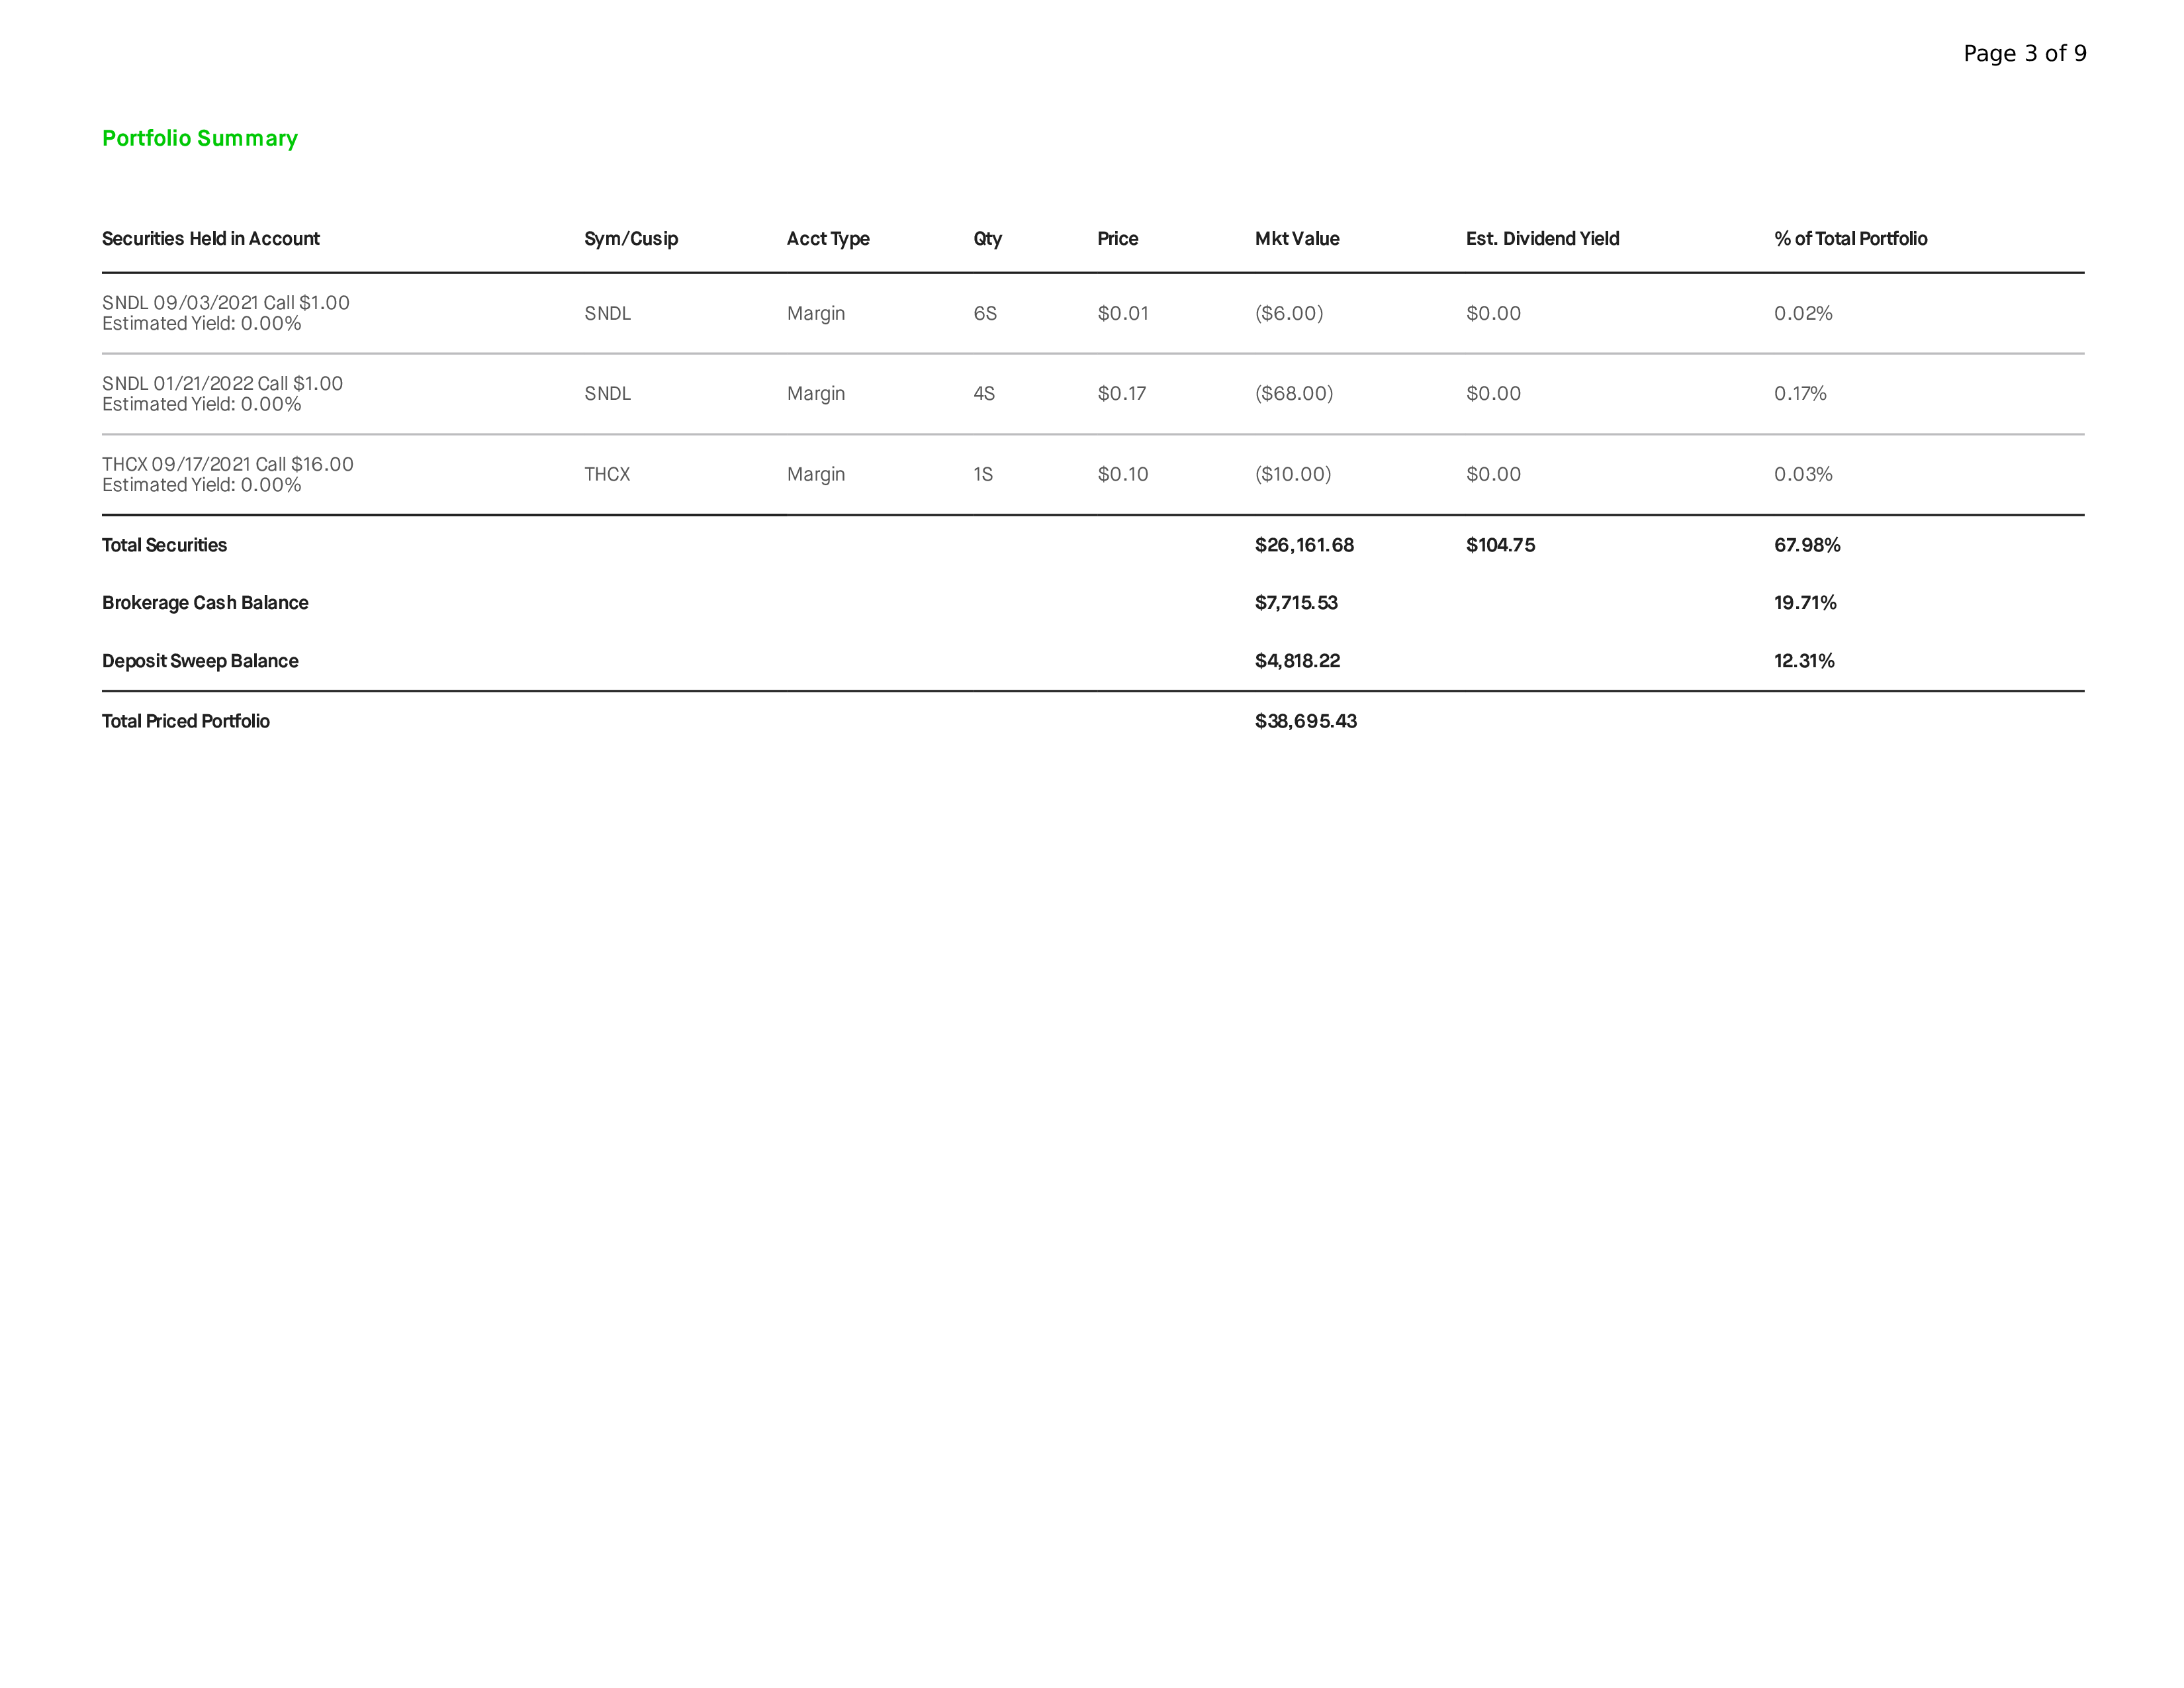 Page 3 of 9
Portfolio Summary
Securities Held in Account Sym/Cusip Acct Type Qty Price Mkt Value Est. Dividend Yield % of Total Portfolio
SNDL 09/03/2021 Call $1.00
Estimated Yield: 0.00% SNDL Margin 6S $0.01 ($6.00) $0.00 0.02%
SNDL 01/21/2022 Call $1.00
Estimated Yield: 0.00% SNDL Margin 4S $0.17 ($68.00) $0.00 0.17%
THCX 09/17/2021 Call $16.00
Estimated Yield: 0.00% THCX Margin 1S $0.10 ($10.00) $0.00 0.03%
Total Securities $26,161.68 $104.75 67.98%
Brokerage Cash Balance $7,715.53 19.71%
Deposit Sweep Balance $4,818.22 12.31%
Total Priced Portfolio $38,695.43